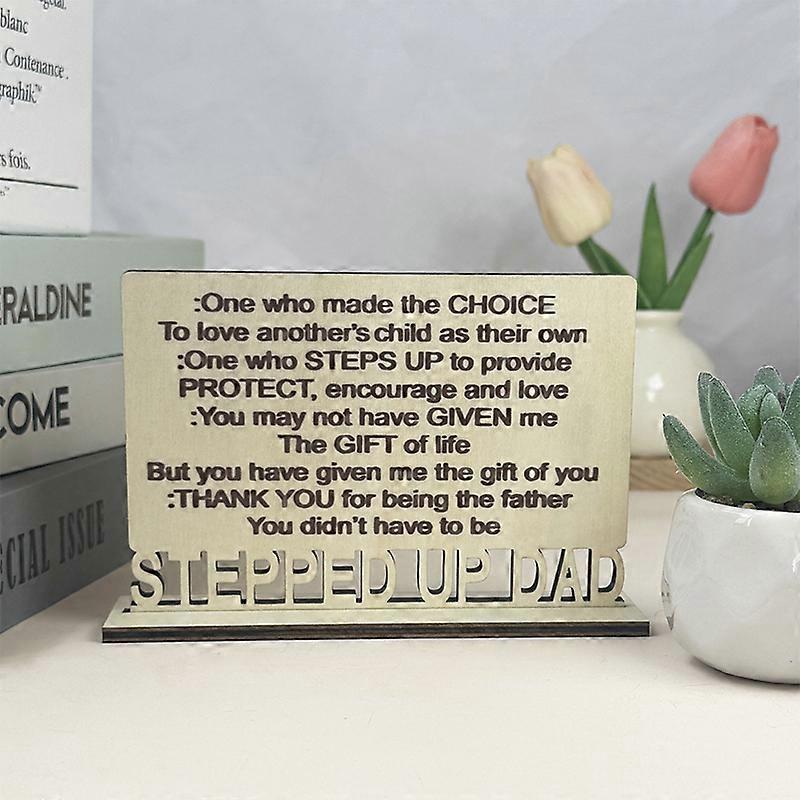 blanc
Contenance.
fois.
ERALDINE
COME
ECIAL ISSUE
:One who made the CHOICE
To love another's child as their own
:One who STEPS UP to provide
PROTECT, encourage and love
:You may not have GIVEN me
The GIFT of life
But you have given me the gift of you
:THANK YOU for being the father
You didn't have to be
STEPPED UP DAD